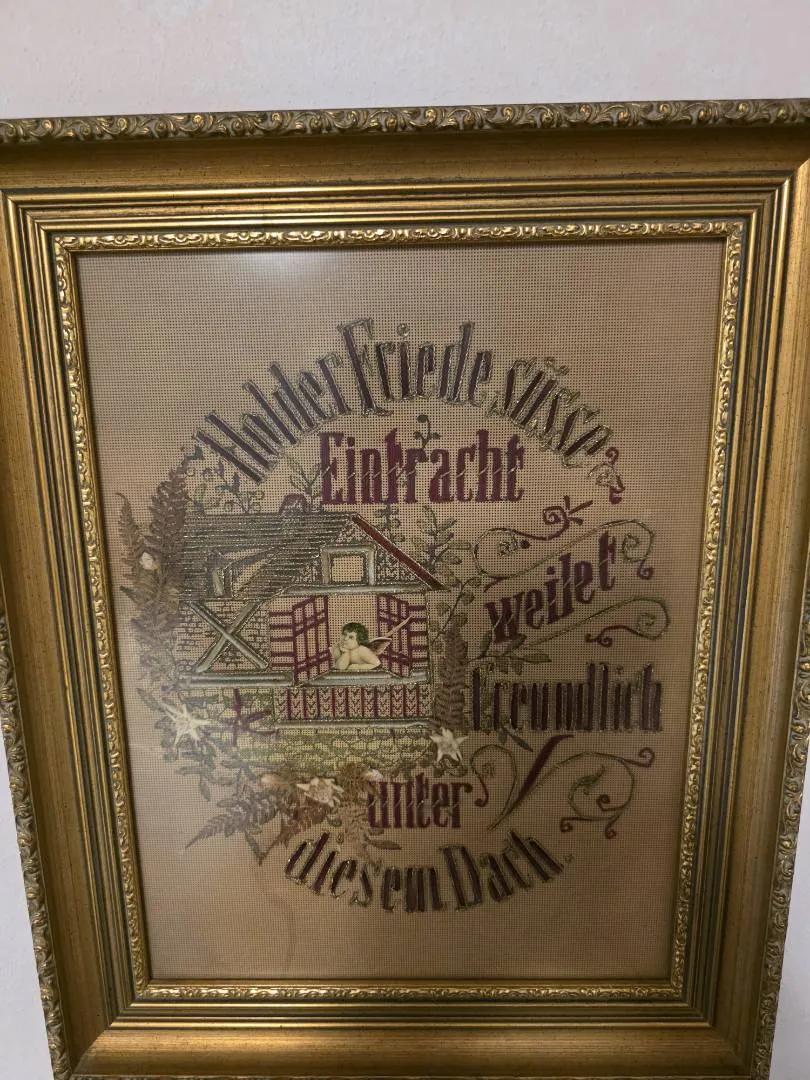 Holder Friede süsse
Eintracht
weilet
freundlich
unter
diesem Dach.